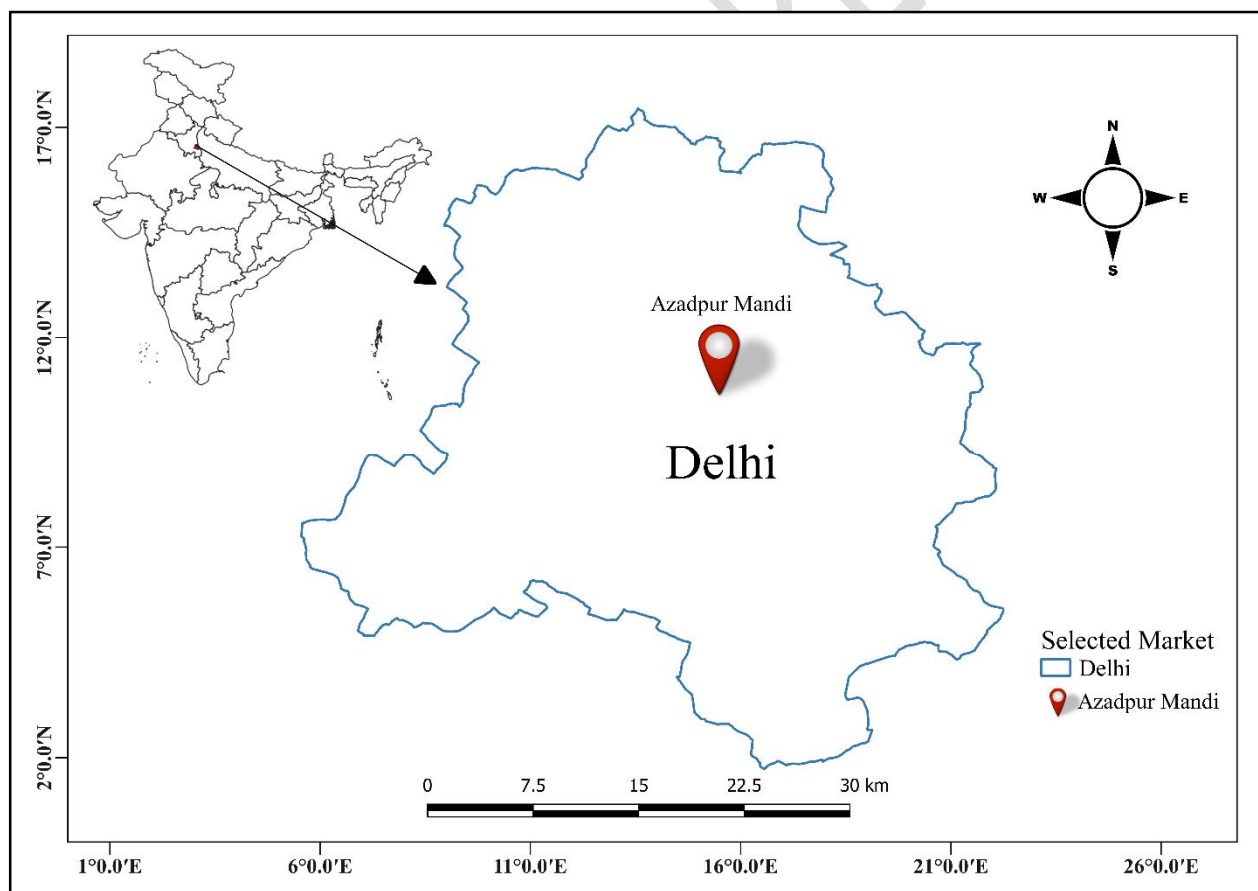 17°0.0'N
12°0.0'N
7°0.0'N
2°0.0'N
N
W E
S
Azadpur Mandi
Delhi
Selected Market
Delhi
Azadpur Mandi
0 7.5 15 22.5 30 km
1°0.0'E 6°0.0'E 11°0.0'E 16°0.0'E 21°0.0'E 26°0.0'E